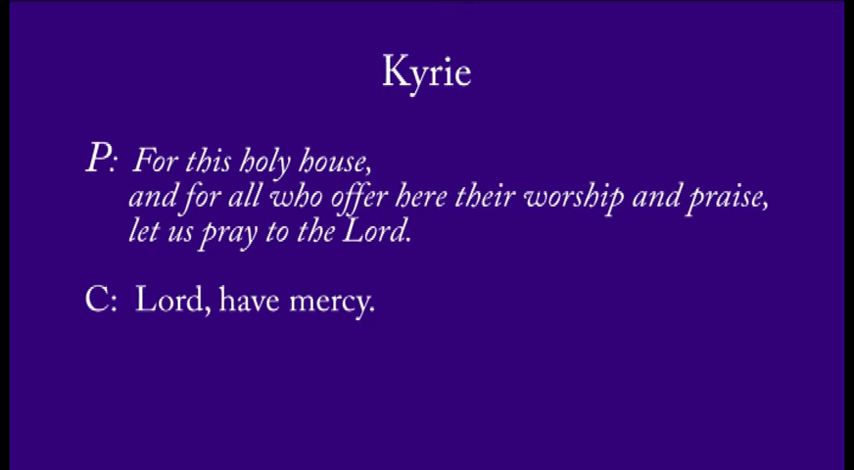 Kyrie
P: For this holy house,
and for all who offer here their worship and praise,
let us pray to the Lord.
C: Lord, have mercy.